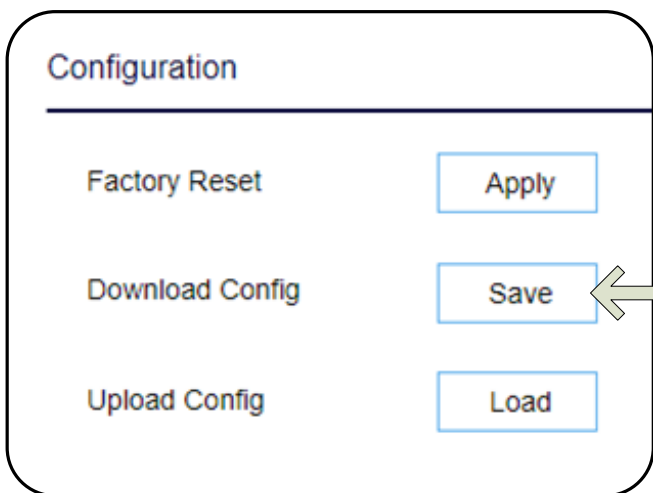 Configuration
Factory Reset Apply
Download Config Save
Upload Config Load